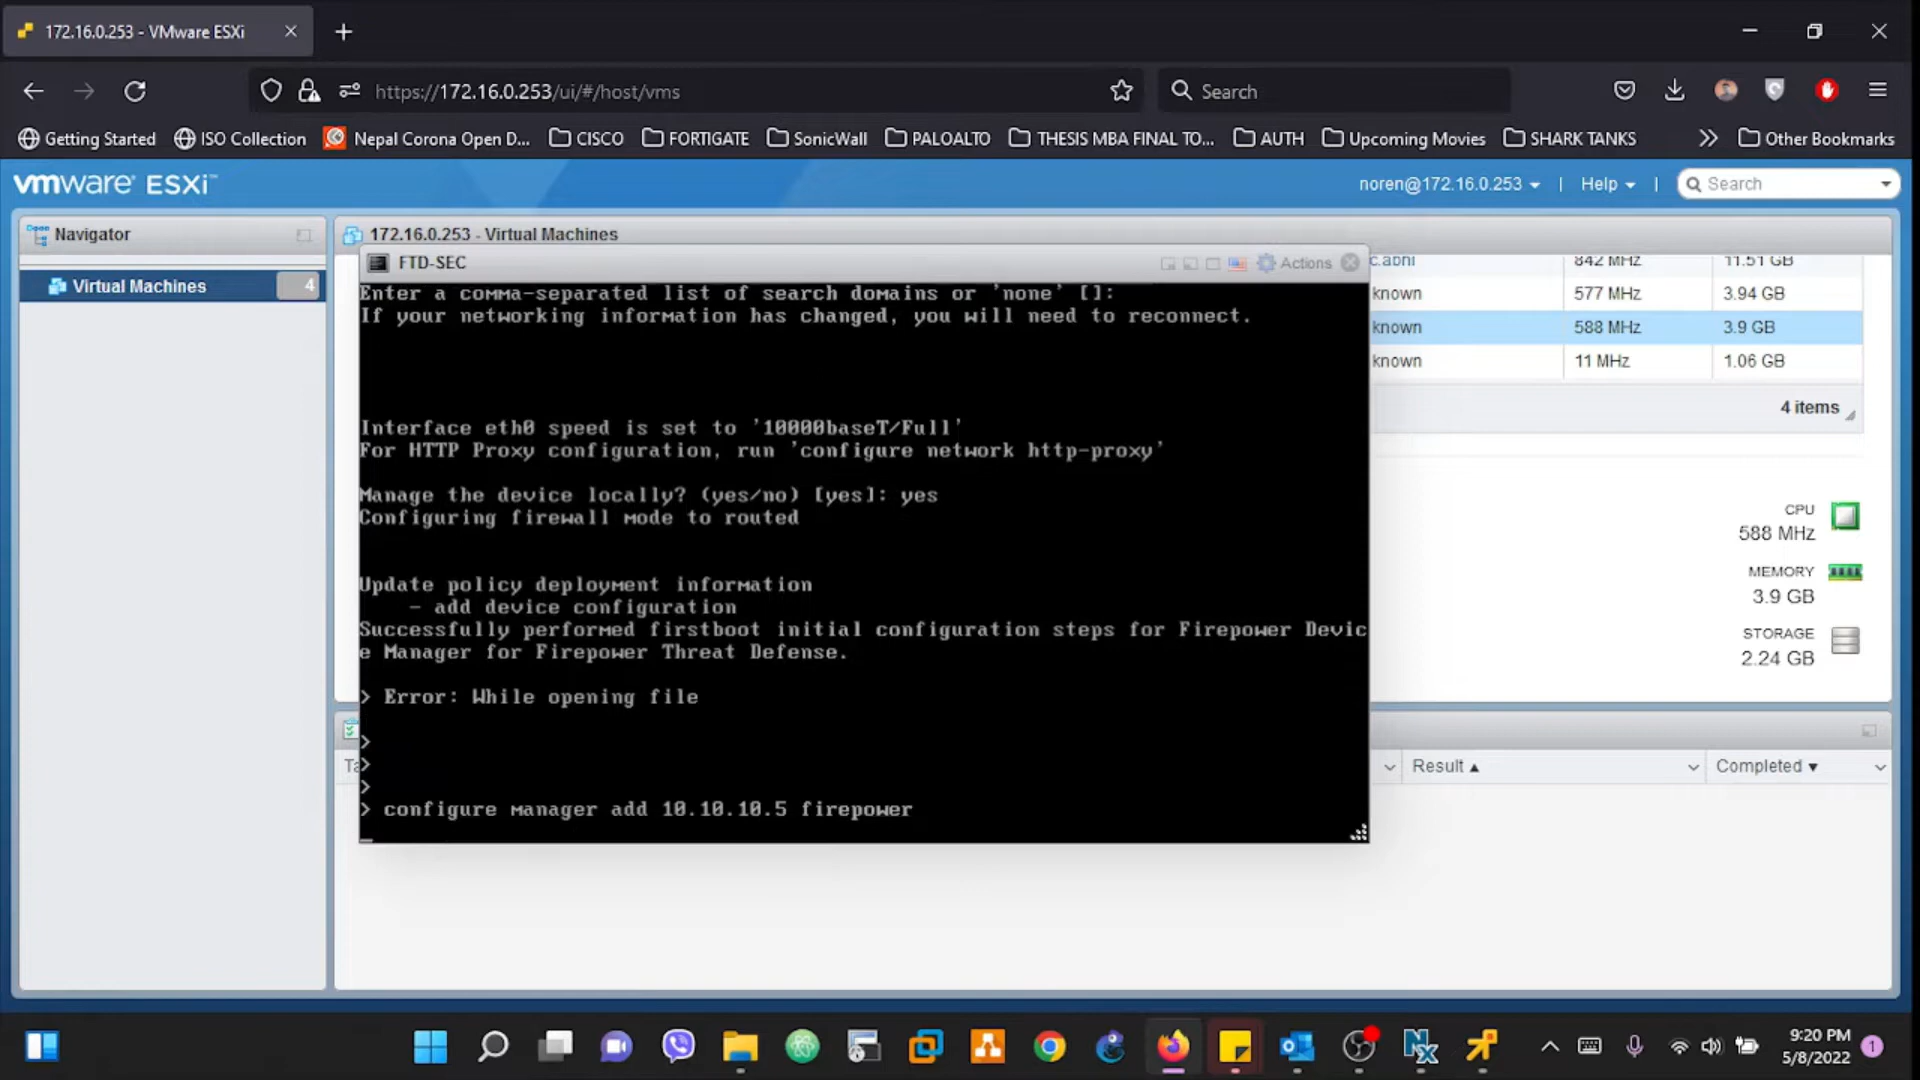 172.16.0.253 - VMware ESXi
https://172.16.0.253/ui/#/host/vms
Search
Getting Started
ISO Collection
Nepal Corona Open D...
CISCO
FORTIGATE
SonicWall
PALOALTO
THESIS MBA FINAL TO...
AUTH
Upcoming Movies
SHARK TANKS
Other Bookmarks
vmware ESXi™
noren@172.16.0.253
|
Help
|
Search
Navigator
Virtual Machines
4
172.16.0.253 - Virtual Machines
FTD-SEC
Actions
Enter a comma-separated list of search domains or 'none' []:
If your networking information has changed, you will need to reconnect.
Interface eth0 speed is set to '10000baseT/Full'
For HTTP Proxy configuration, run 'configure network http-proxy'
Manage the device locally? (yes/no) [yes]: yes
Configuring firewall mode to routed
Update policy deployment information
- add device configuration
Successfully performed firstboot initial configuration steps for Firepower Devic
e Manager for Firepower Threat Defense.
> Error: While opening file
>
>
>
> configure manager add 10.10.10.5 firepower
c.abhi 842 MHz 11.51 GB
known 577 MHz 3.94 GB
known 588 MHz 3.9 GB
known 11 MHz 1.06 GB
4 items
CPU
588 MHz
MEMORY
3.9 GB
STORAGE
2.24 GB
Ta
Result
Completed
9:20 PM
5/8/2022
1